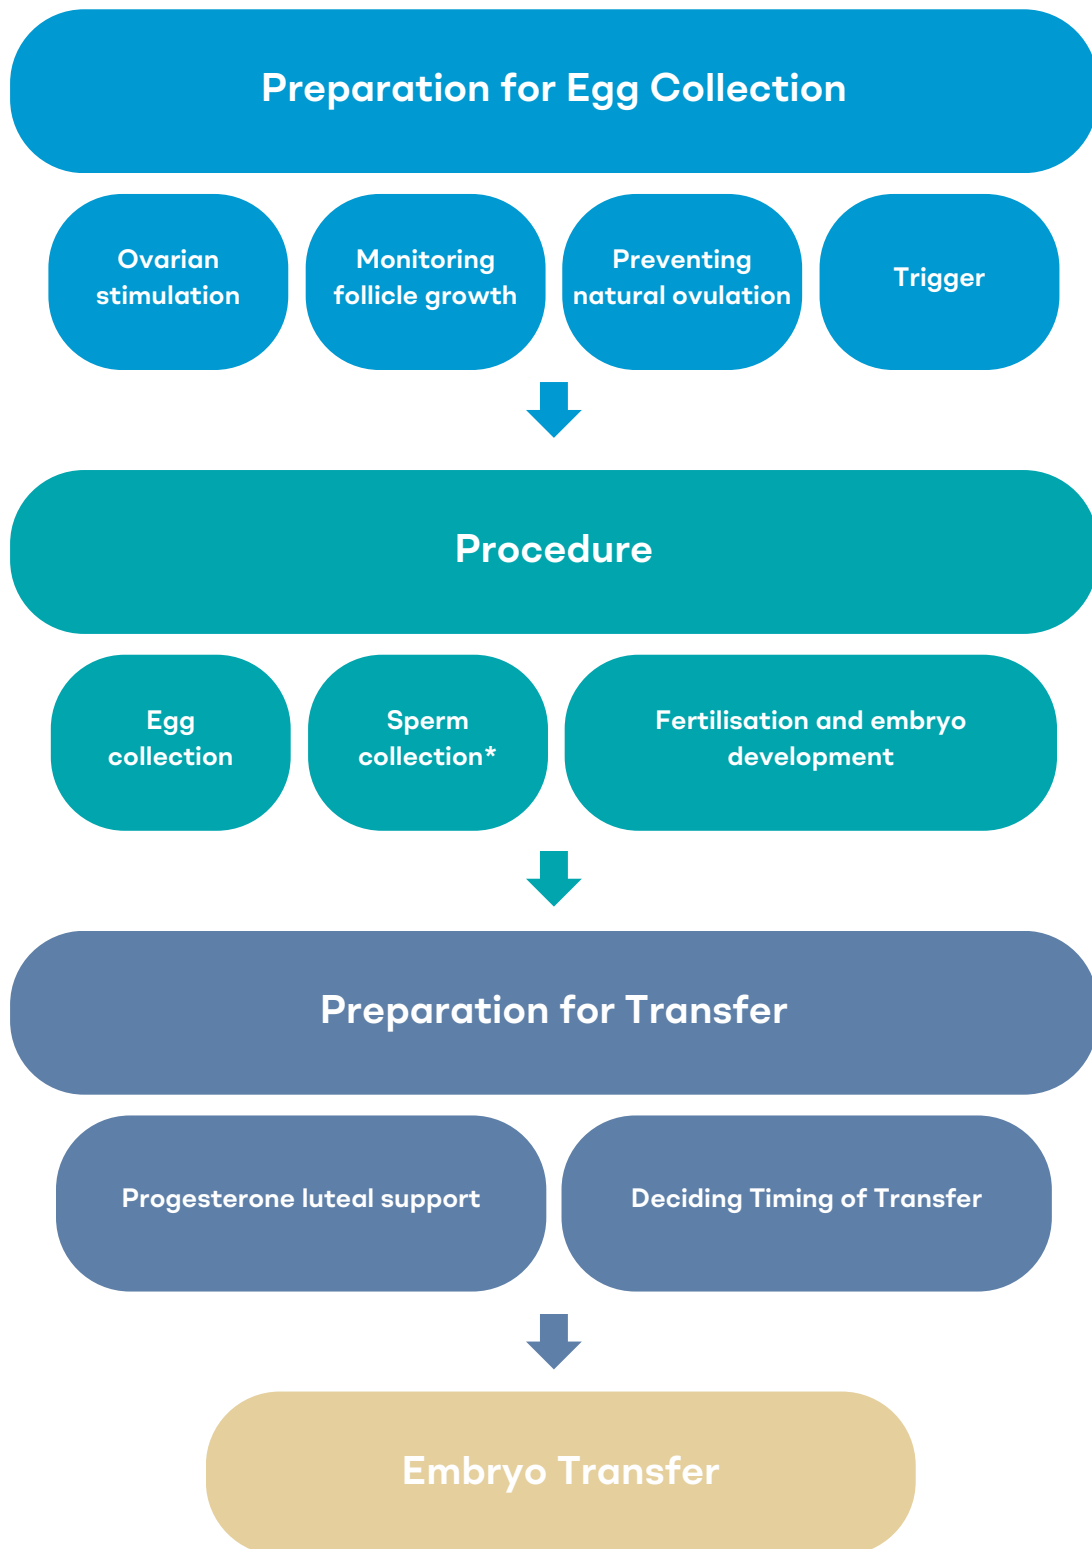 Preparation for Egg Collection
Ovarian
stimulation
Monitoring
follicle growth
Preventing
natural ovulation
Trigger
Procedure
Egg
collection
Sperm
collection*
Fertilisation and embryo
development
Preparation for Transfer
Progesterone luteal support
Deciding Timing of Transfer
Embryo Transfer